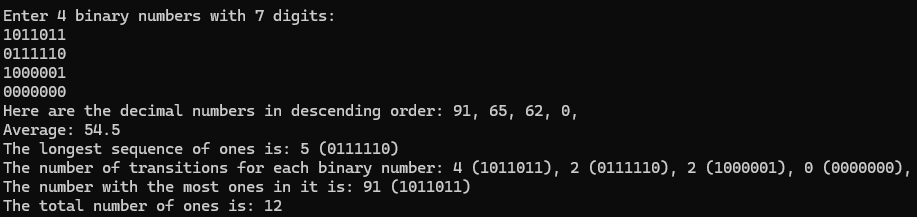 Enter 4 binary numbers with 7 digits:
1011011
0111110
1000001
0000000
Here are the decimal numbers in descending order: 91, 65, 62, 0,
Average: 54.5
The longest sequence of ones is: 5 (0111110)
The number of transitions for each binary number: 4 (1011011), 2 (0111110), 2 (1000001), 0 (0000000),
The number with the most ones in it is: 91 (1011011)
The total number of ones is: 12